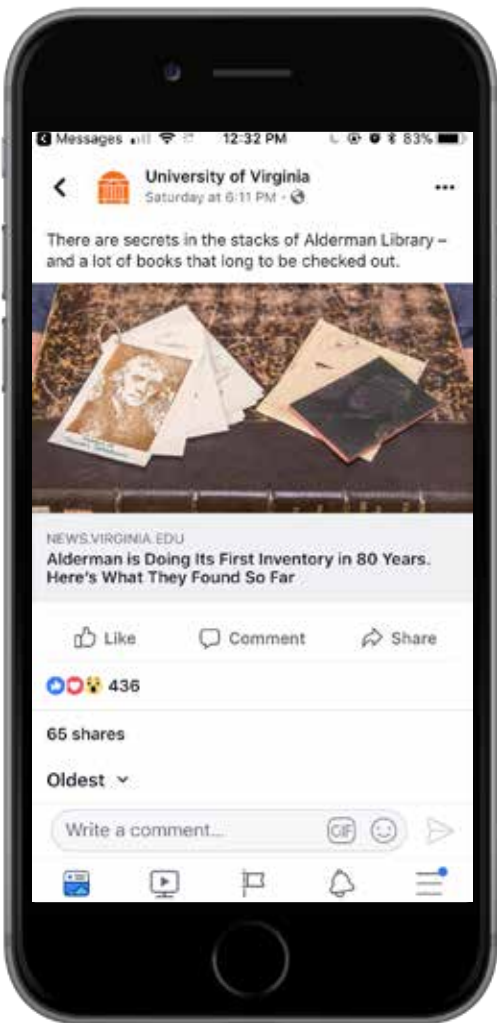 Messages 12:32 PM 83%
University of Virginia
Saturday at 6:11 PM ·
There are secrets in the stacks of Alderman Library –
and a lot of books that long to be checked out.
NEWS.VIRGINIA.EDU
Alderman is Doing Its First Inventory in 80 Years.
Here's What They Found So Far
Like Comment Share
436
65 shares
Oldest
Write a comment... GIF